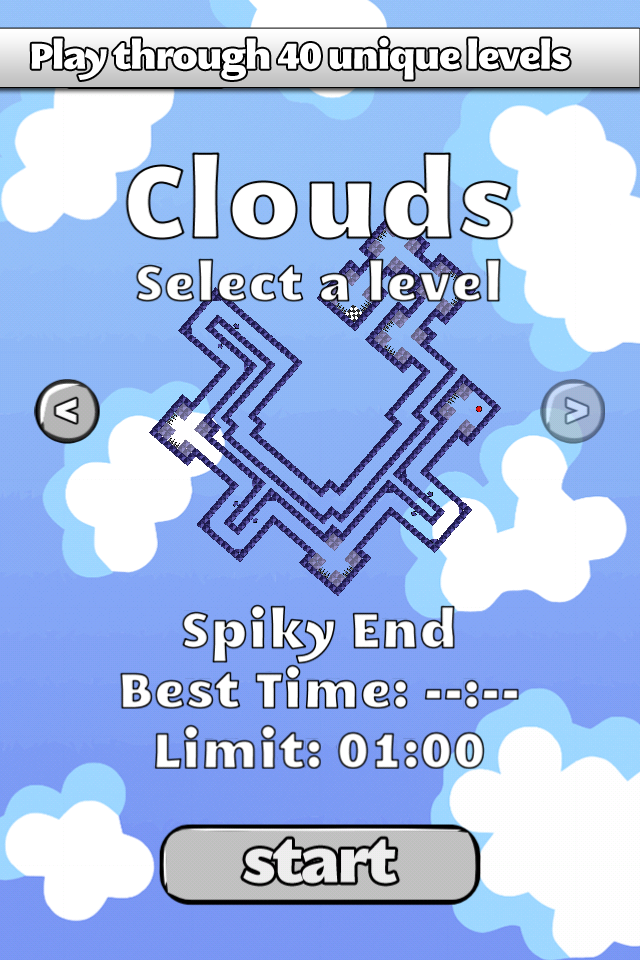 Play through 40 unique levels
Clouds
Select a level
< >
Spiky End
Best Time: --:--
Limit: 01:00
start